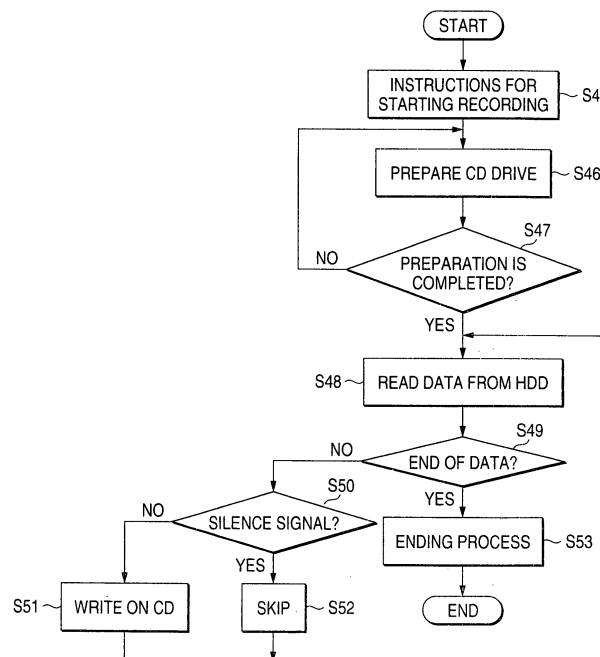 START
INSTRUCTIONS FOR
STARTING RECORDING
S4
PREPARE CD DRIVE
S46
S47
NO
PREPARATION IS
COMPLETED?
YES
S48
READ DATA FROM HDD
S49
NO
END OF DATA?
S50
YES
NO
SILENCE SIGNAL?
ENDING PROCESS
S53
YES
S51
WRITE ON CD
SKIP
S52
END